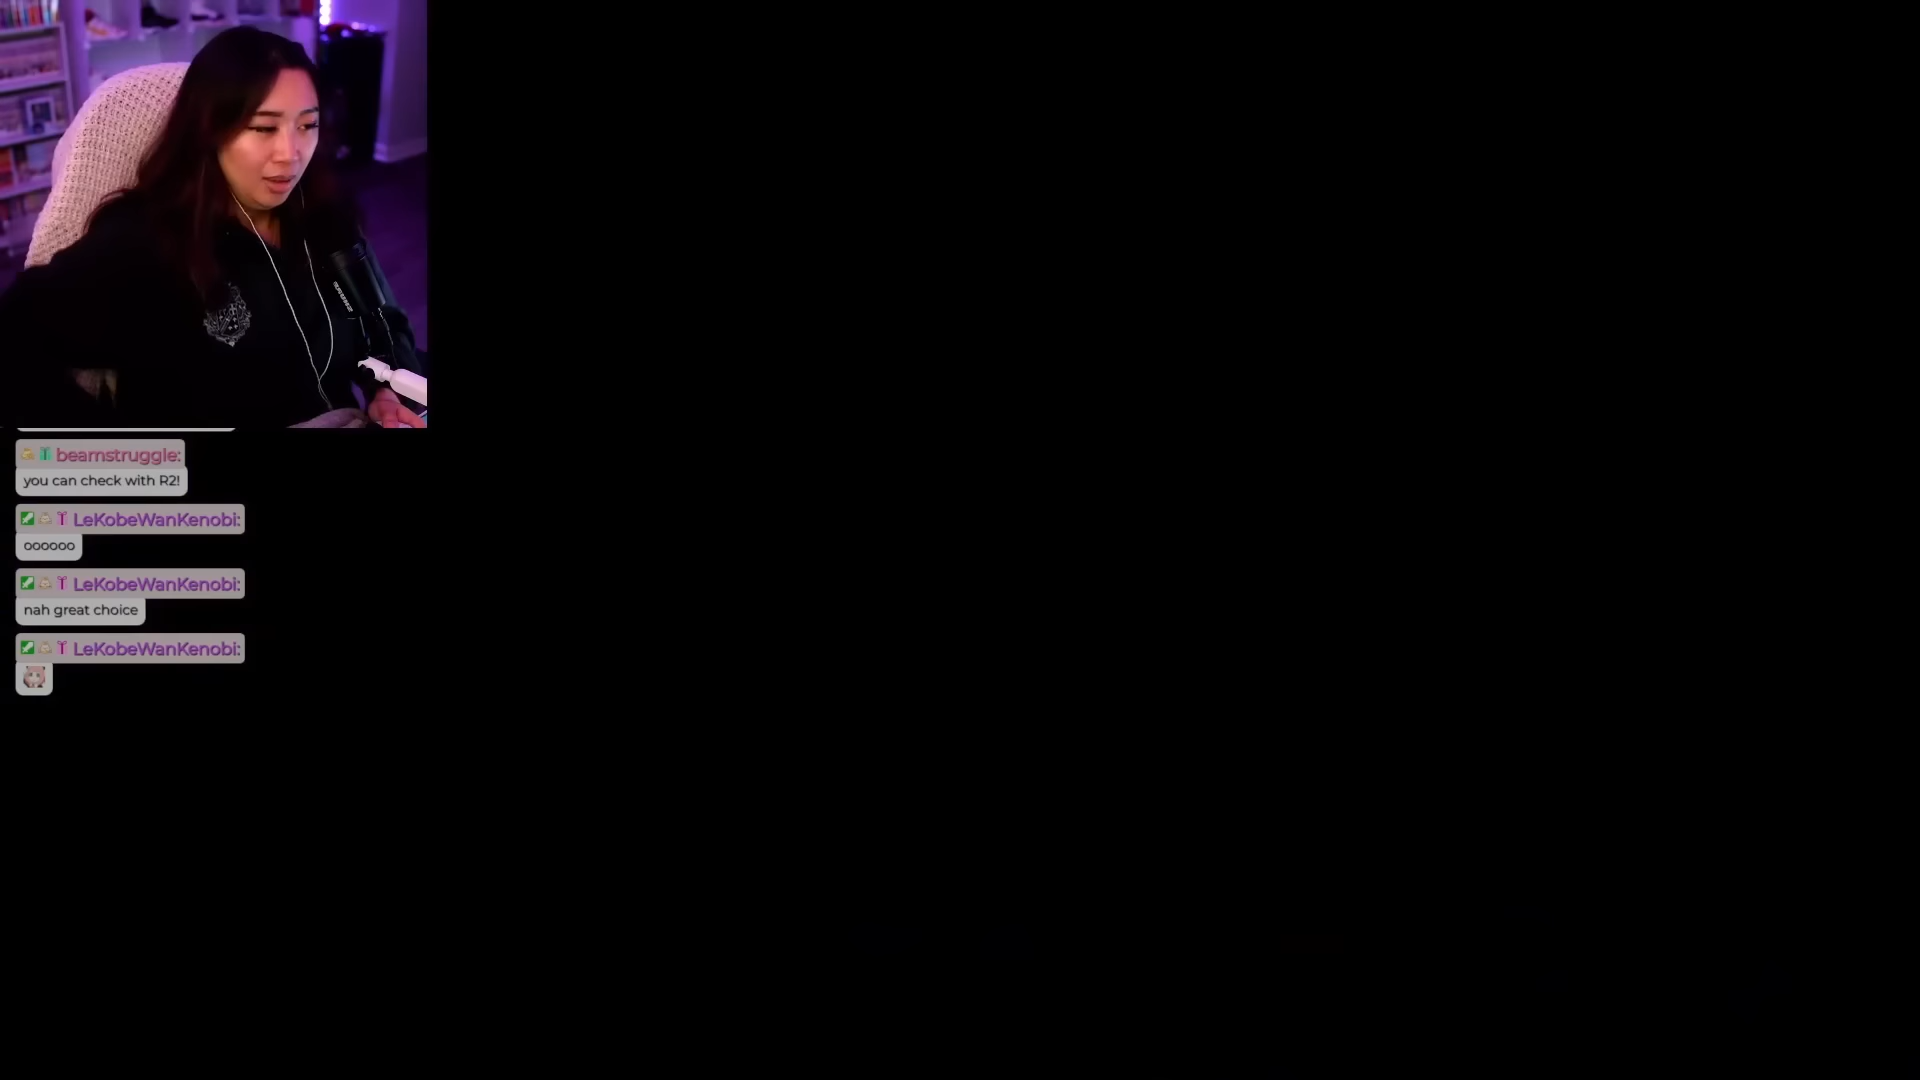 beamstruggle:
you can check with R2!
LeKobeWanKenobi:
oooooo
LeKobeWanKenobi:
nah great choice
LeKobeWanKenobi: